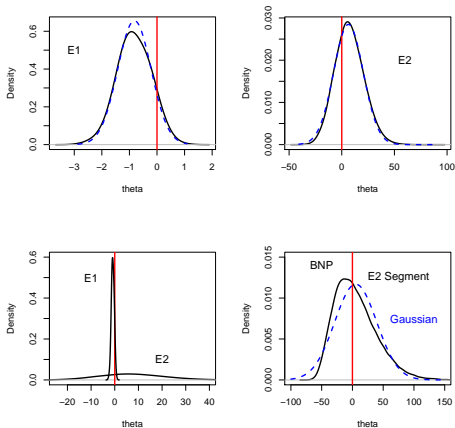 E1
Density
0.0 0.2 0.4 0.6
−3 −2 −1 0 1 2
theta
E2
Density
0.000 0.010 0.020 0.030
−50 0 50 100
theta
E1
E2
Density
0.0 0.2 0.4 0.6
−20 −10 0 10 20 30 40
theta
BNP
E2 Segment
Gaussian
Density
0.000 0.005 0.010 0.015
−100 −50 0 50 100 150
theta